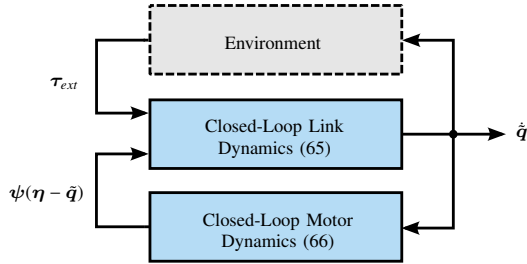 Environment
τ_ext
Closed-Loop Link
Dynamics (65)
q̃̇
ψ(η − q̃)
Closed-Loop Motor
Dynamics (66)